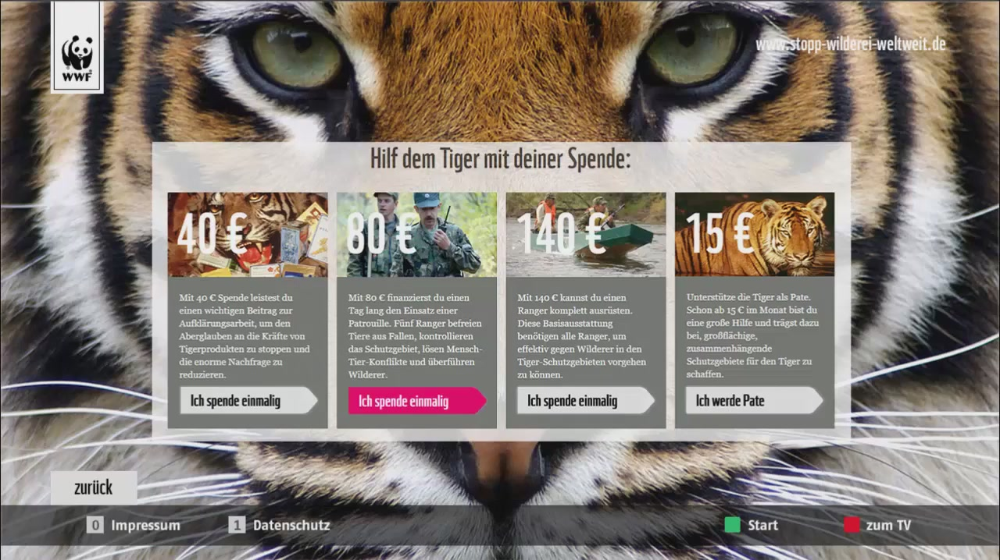 WWF
www.stopp-wilderei-weltweit.de
Hilf dem Tiger mit deiner Spende:
40 €
Mit 40 € Spende leistest du
einen wichtigen Beitrag zur
Aufklärungsarbeit, um den
Aberglauben an die Kräfte von
Tigerprodukten zu stoppen und
die enorme Nachfrage zu
reduzieren.
Ich spende einmalig
80 €
Mit 80 € finanzierst du einen
Tag lang den Einsatz einer
Patrouille. Fünf Ranger befreien
Tiere aus Fallen, kontrollieren
das Schutzgebiet, lösen Mensch-
Tier-Konflikte und überführen
Wilderer.
Ich spende einmalig
140 €
Mit 140 € kannst du einen
Ranger komplett ausrüsten.
Diese Basisausstattung
benötigen alle Ranger, um
effektiv gegen Wilderer in den
Tiger-Schutzgebieten vorgehen
zu können.
Ich spende einmalig
15 €
Unterstütze die Tiger als Pate.
Schon ab 15 € im Monat bist du
eine große Hilfe und trägst dazu
bei, großflächige,
zusammenhängende
Schutzgebiete für den Tiger zu
schaffen.
Ich werde Pate
zurück
0 Impressum
1 Datenschutz
Start
zum TV